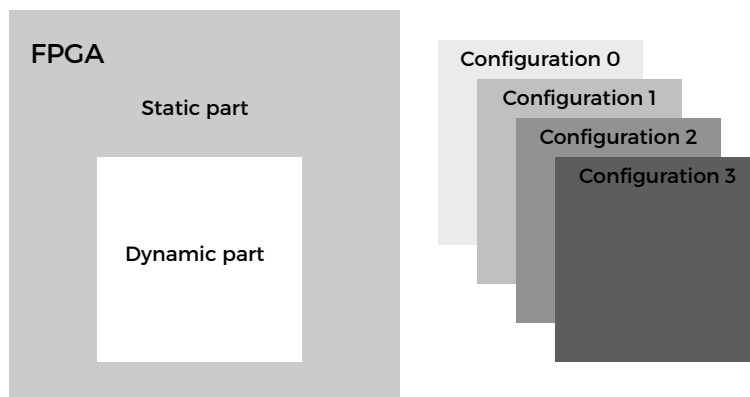 FPGA
Static part
Dynamic part
Configuration 0
Configuration 1
Configuration 2
Configuration 3